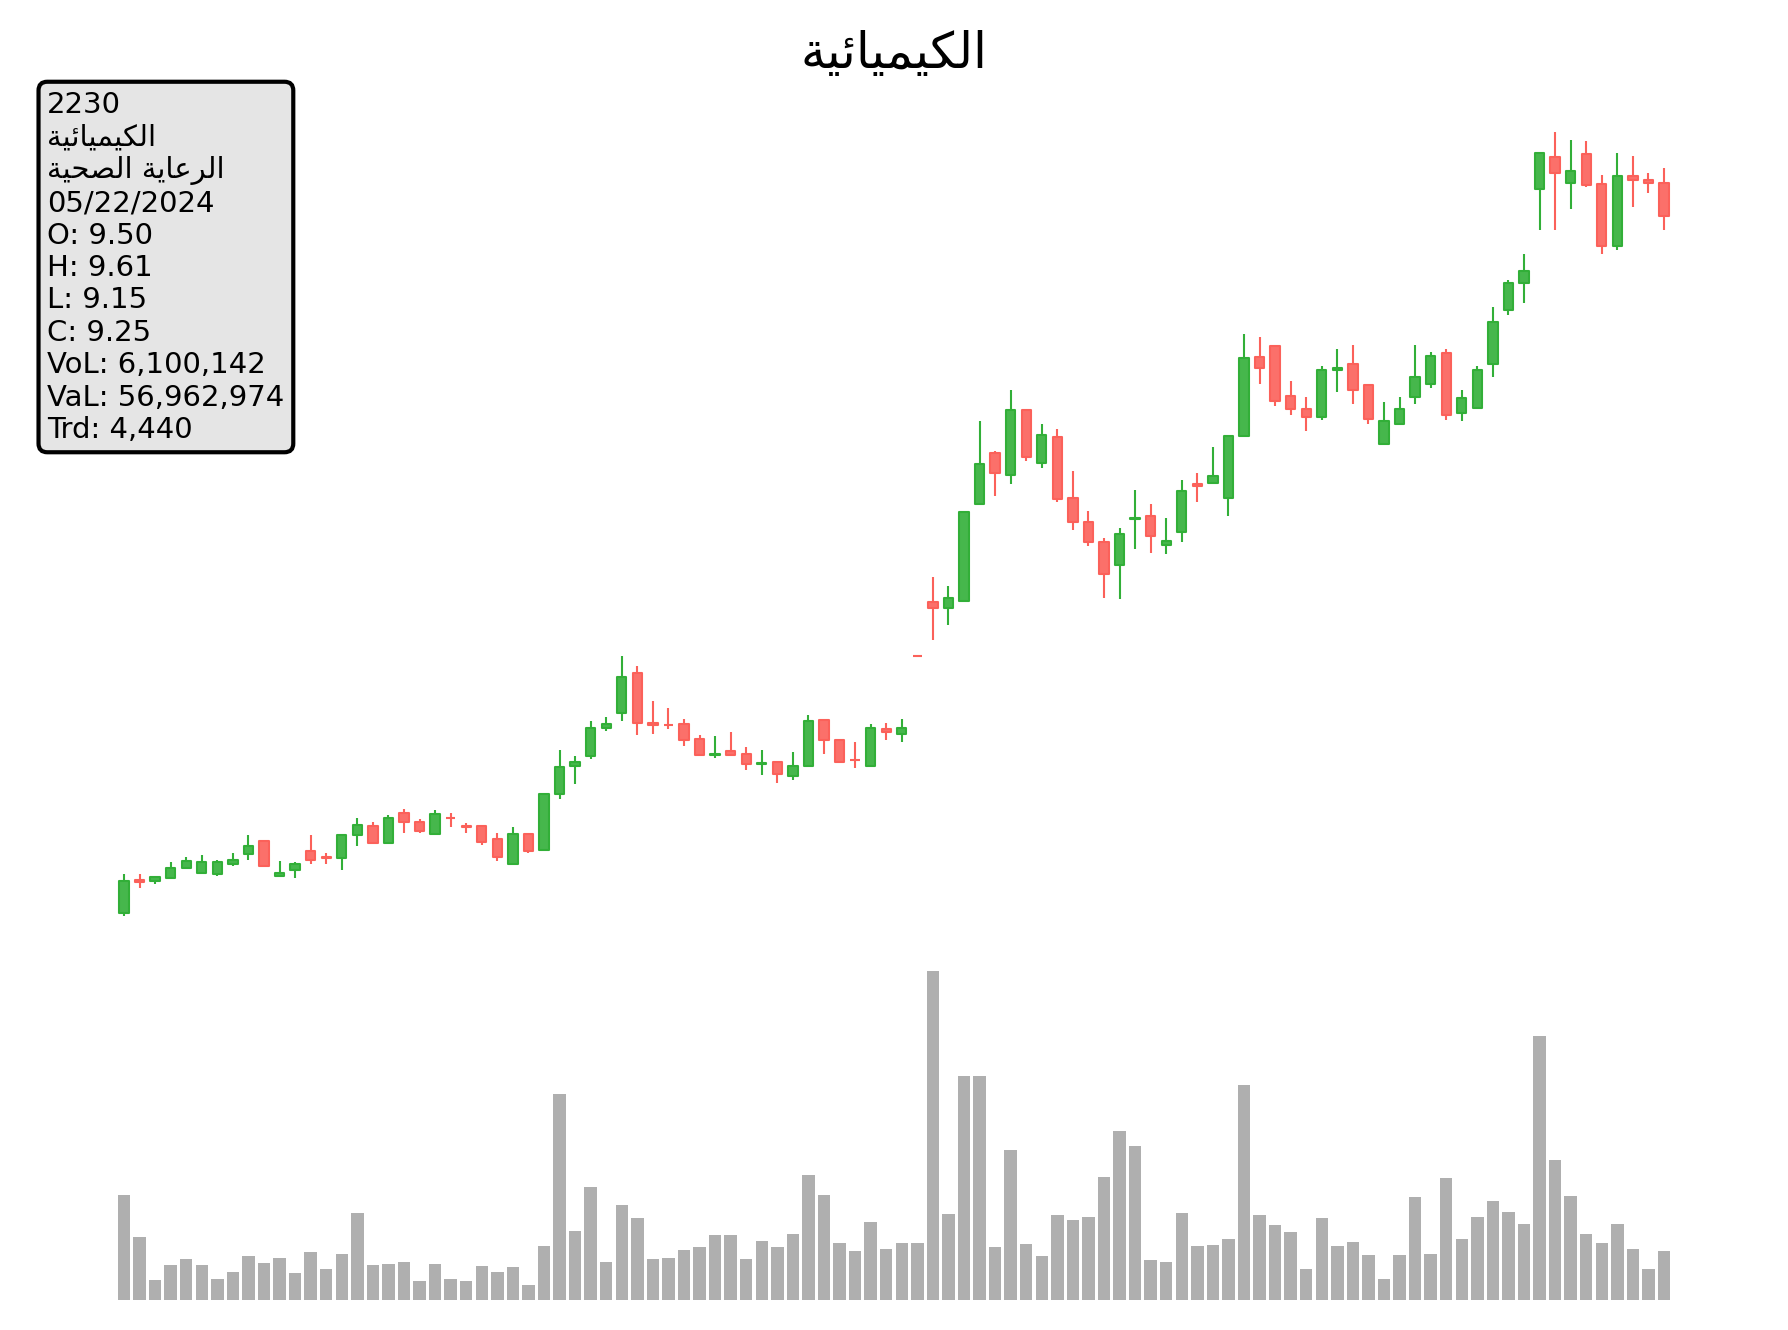 الكيميائية
2230
الكيميائية
الرعاية الصحية
05/22/2024
O: 9.50
H: 9.61
L: 9.15
C: 9.25
VoL: 6,100,142
VaL: 56,962,974
Trd: 4,440